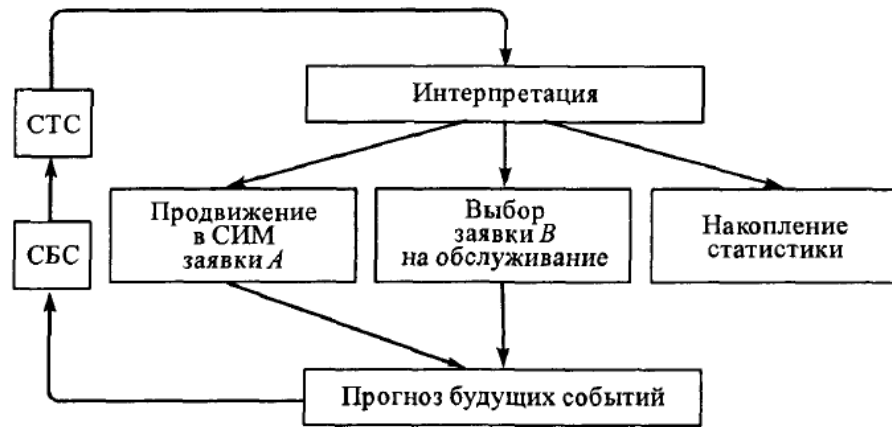 Интерпретация
СТС
СБС
Продвижение
в СИМ
заявки A
Выбор
заявки B
на обслуживание
Накопление
статистики
Прогноз будущих событий